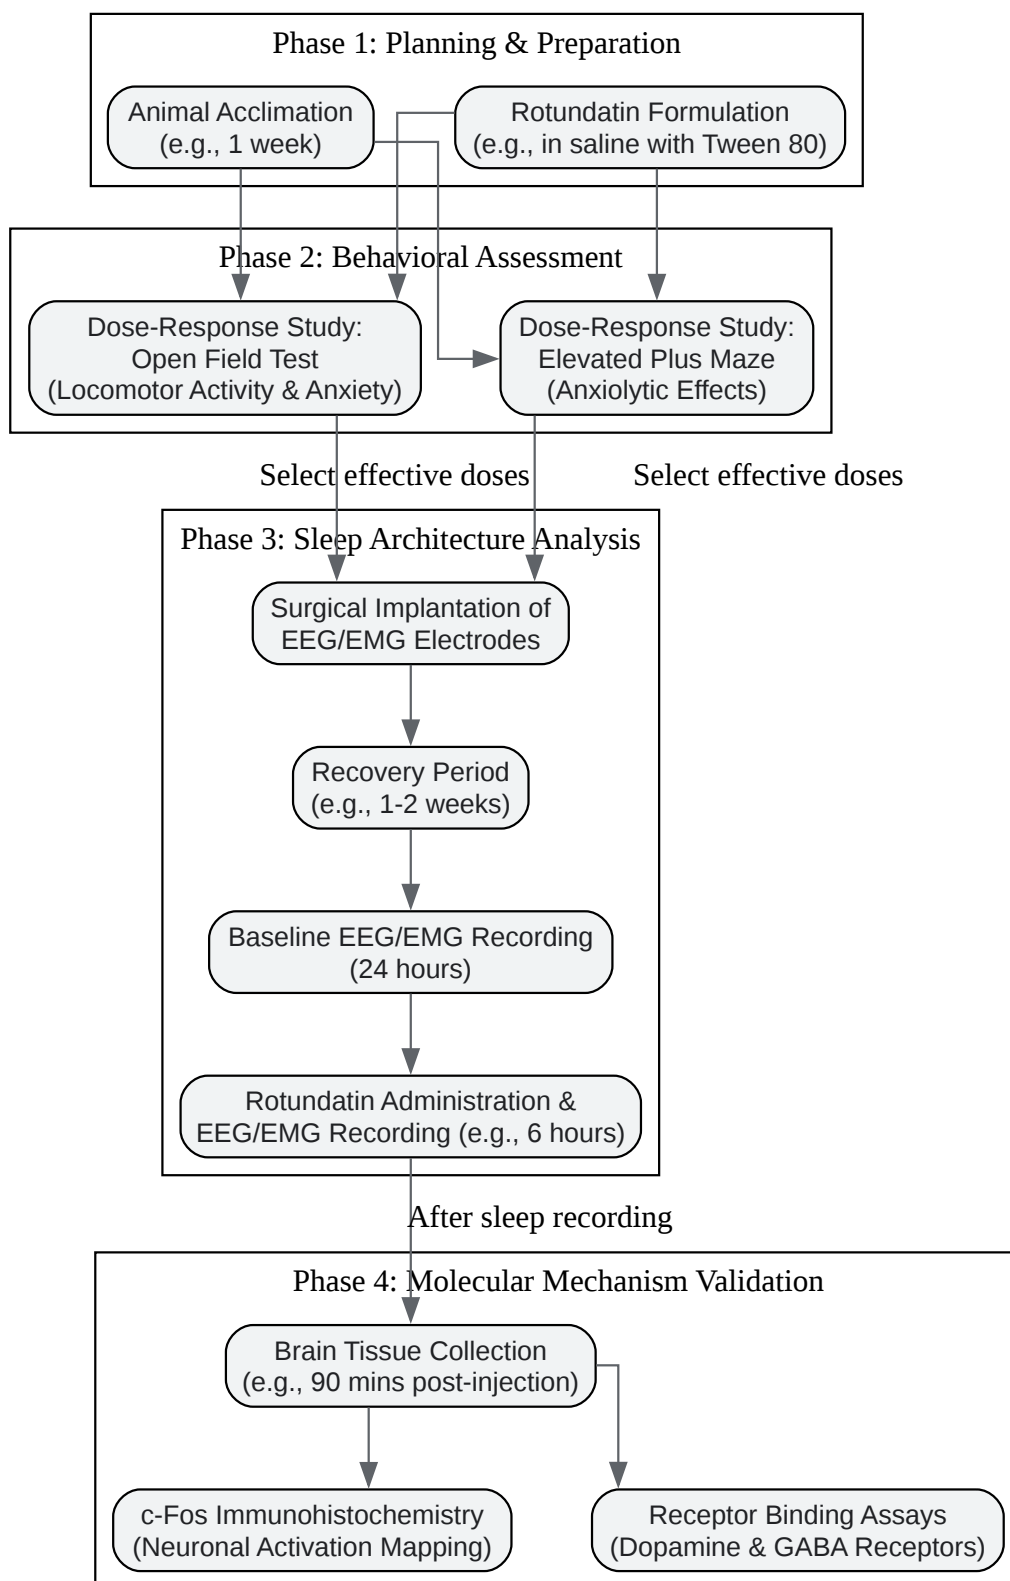 Phase 1: Planning & Preparation
Animal Acclimation
(e.g., 1 week)
Rotundatin Formulation
(e.g., in saline with Tween 80)
Phase 2: Behavioral Assessment
Dose-Response Study:
Open Field Test
(Locomotor Activity & Anxiety)
Dose-Response Study:
Elevated Plus Maze
(Anxiolytic Effects)
Select effective doses
Select effective doses
Phase 3: Sleep Architecture Analysis
Surgical Implantation of
EEG/EMG Electrodes
Recovery Period
(e.g., 1-2 weeks)
Baseline EEG/EMG Recording
(24 hours)
Rotundatin Administration &
EEG/EMG Recording (e.g., 6 hours)
After sleep recording
Phase 4: Molecular Mechanism Validation
Brain Tissue Collection
(e.g., 90 mins post-injection)
c-Fos Immunohistochemistry
(Neuronal Activation Mapping)
Receptor Binding Assays
(Dopamine & GABA Receptors)